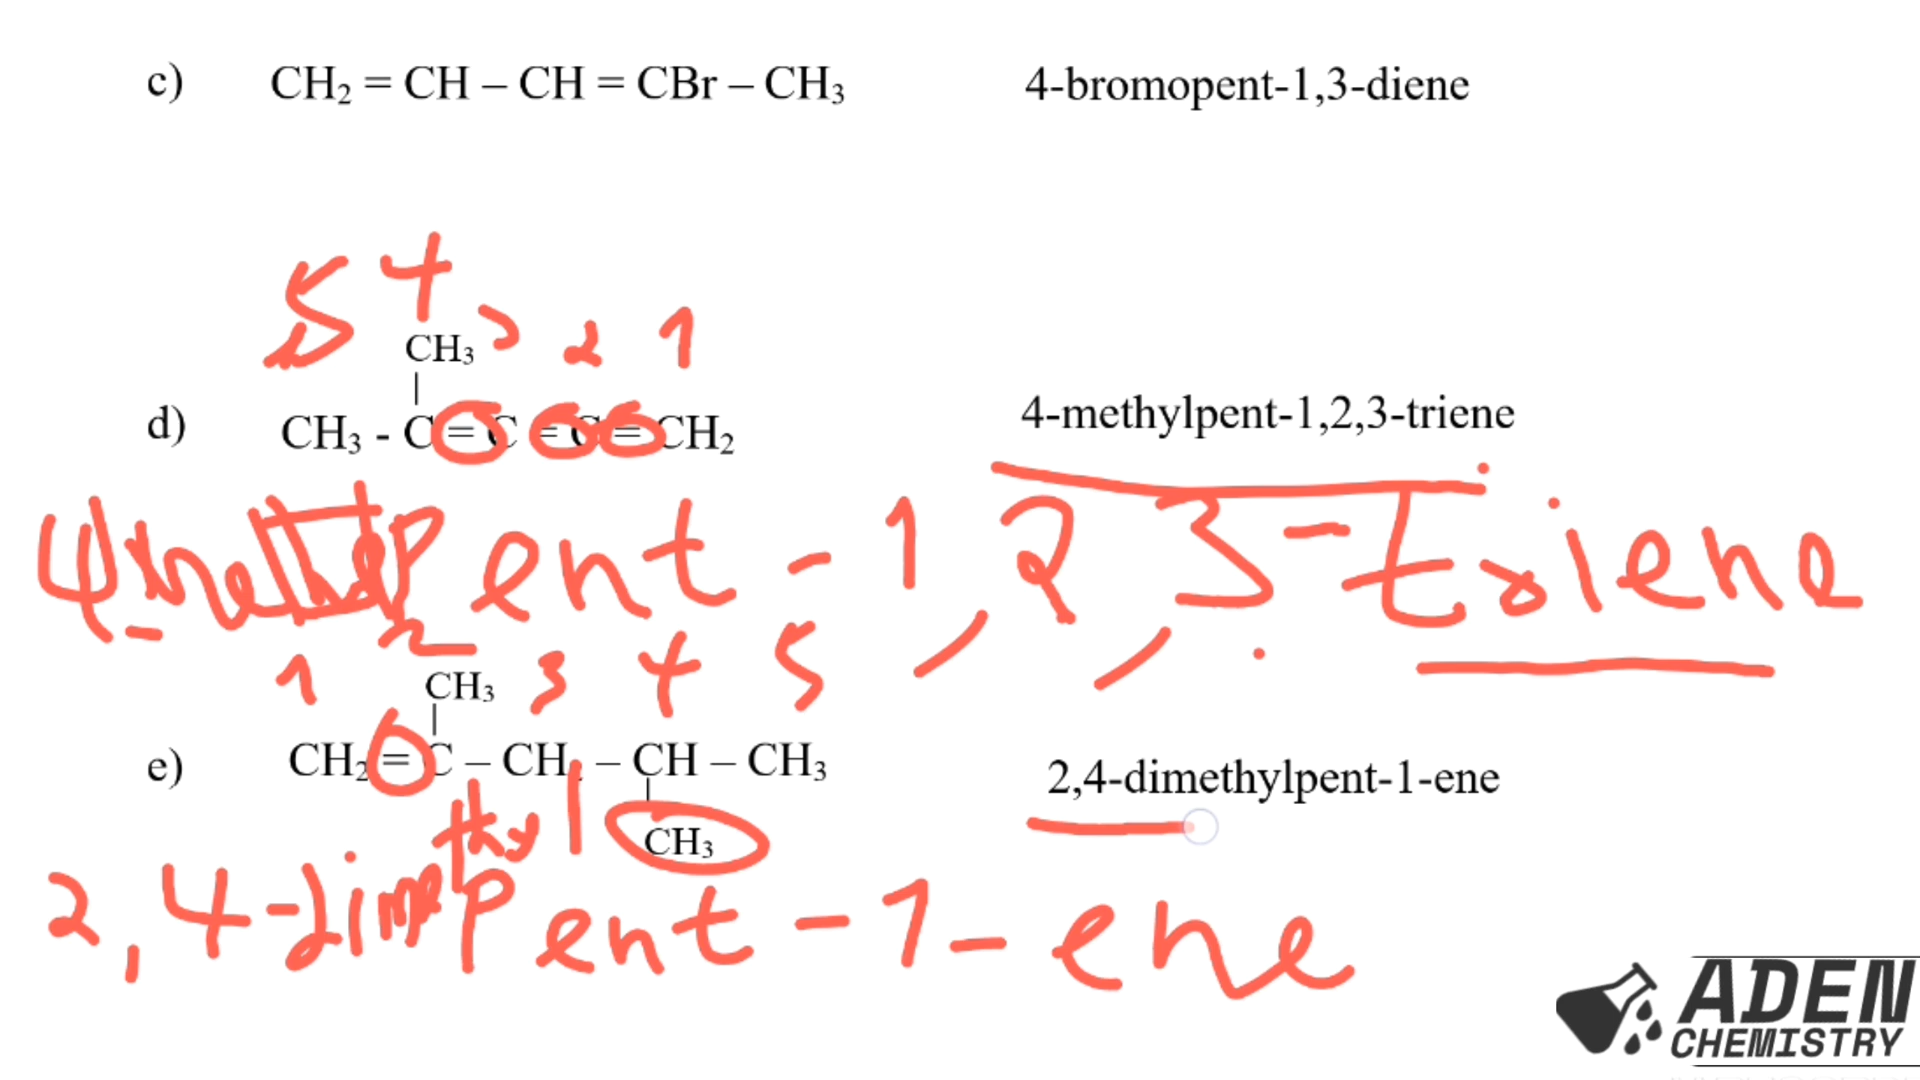 c) CH₂ = CH – CH = CBr – CH₃ 4-bromopent-1,3-diene
5 4 3 2 1
CH₃
|
d) CH₃ - C = C = C = CH₂ 4-methylpent-1,2,3-triene
pent - 1, 2, 3 - triene
1 2 3 4 5
CH₃
|
e) CH₂ = C – CH₂ – CH – CH₃ 2,4-dimethylpent-1-ene
|
CH₃
2, 4 - dimethyl pent - 1 - ene
ADEN
CHEMISTRY